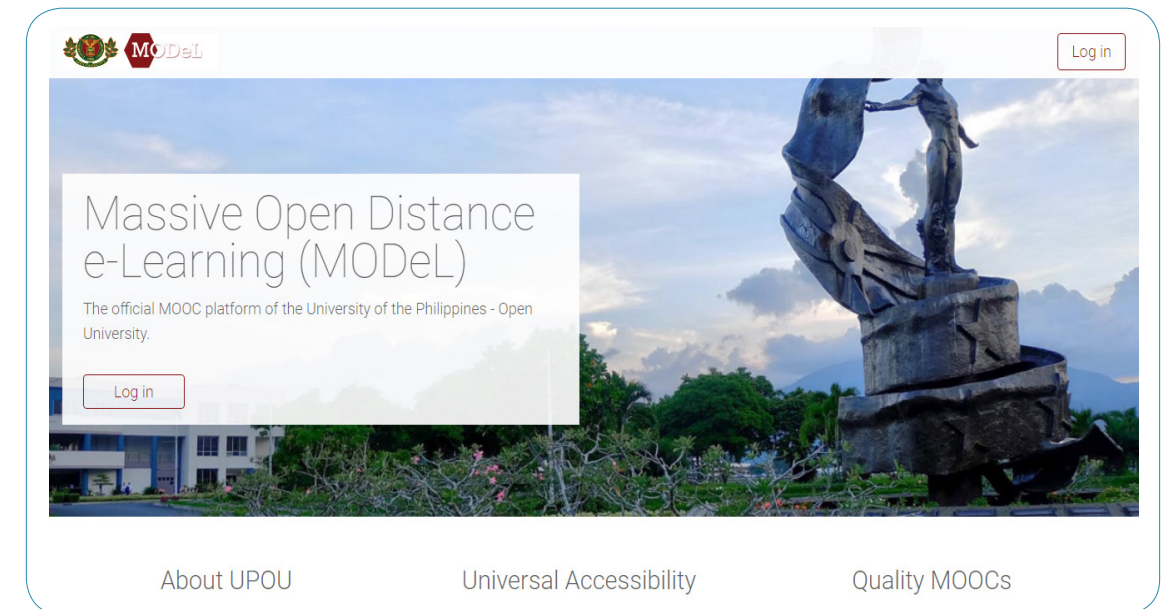 MODeL
Log in
Massive Open Distance
e-Learning (MODeL)
The official MOOC platform of the University of the Philippines - Open
University.
Log in
About UPOU
Universal Accessibility
Quality MOOCs